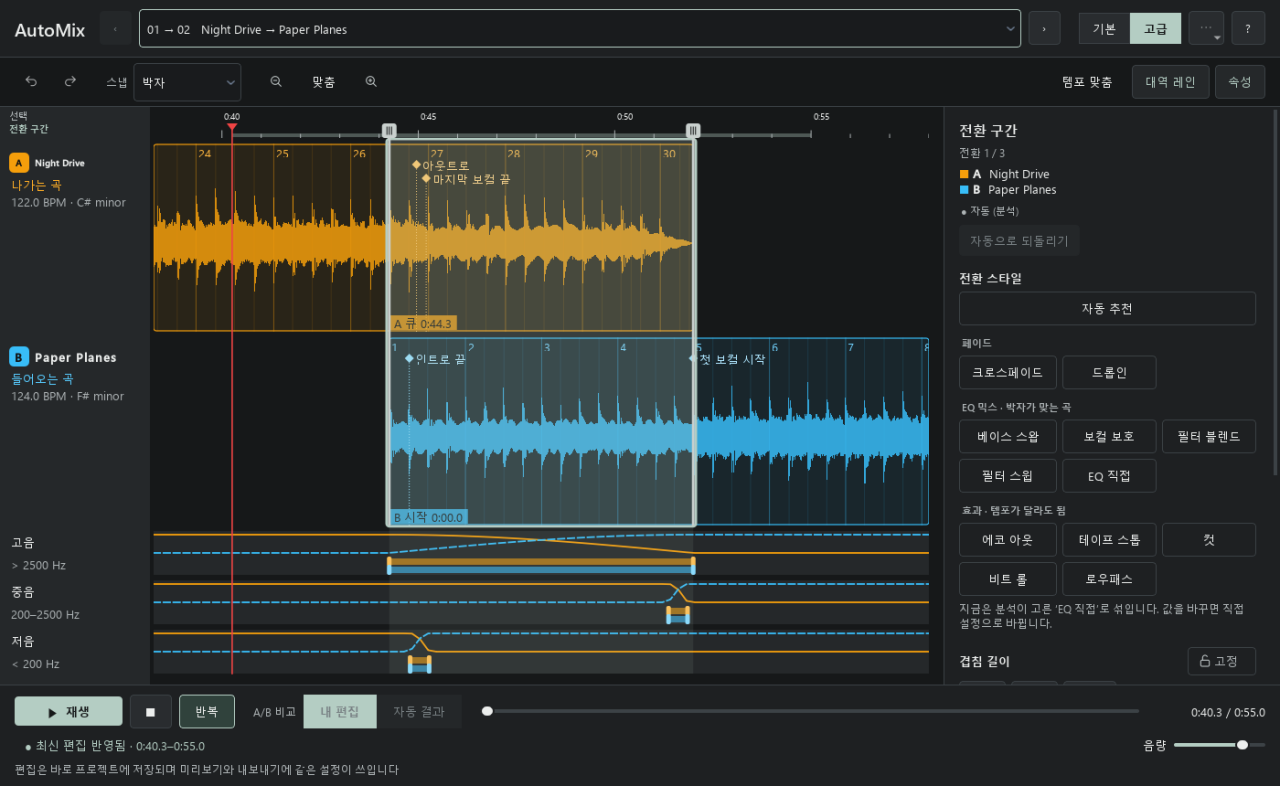 AutoMix
01 → 02 Night Drive → Paper Planes
기본
고급
?
스냅
박자
맞춤
템포 맞춤
대역 레인
속성
선택
전환 구간
0:40
0:45
0:50
0:55
A
Night Drive
나가는 곡
122.0 BPM · C# minor
24
25
26
27
28
29
30
아웃트로
마지막 보컬 끝
A 큐 0:44.3
B
Paper Planes
들어오는 곡
124.0 BPM · F# minor
1
2
3
4
5
6
7
8
인트로 끝
첫 보컬 시작
B 시작 0:00.0
고음
> 2500 Hz
중음
200–2500 Hz
저음
< 200 Hz
전환 구간
전환 1 / 3
A Night Drive
B Paper Planes
● 자동 (분석)
자동으로 되돌리기
전환 스타일
자동 추천
페이드
크로스페이드
드롭인
EQ 믹스 · 박자가 맞는 곡
베이스 스왑
보컬 보호
필터 블렌드
필터 스윕
EQ 직접
효과 · 템포가 달라도 됨
에코 아웃
테이프 스톱
컷
비트 롤
로우패스
지금은 분석이 고른 'EQ 직접'로 섞입니다. 값을 바꾸면 직접
설정으로 바뀝니다.
겹침 길이
고정
재생
반복
A/B 비교
내 편집
자동 결과
0:40.3 / 0:55.0
● 최신 편집 반영됨 · 0:40.3–0:55.0
음량
편집은 바로 프로젝트에 저장되며 미리보기와 내보내기에 같은 설정이 쓰입니다